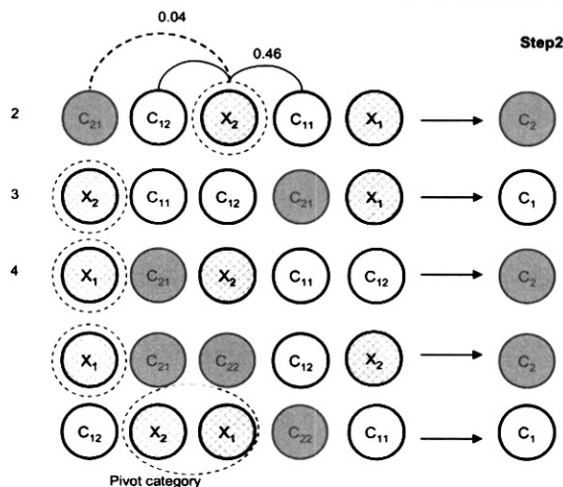 0.04
0.46
Step2
2 C21 C12 X2 C11 X1 C2
3 X2 C11 C12 C21 X1 C1
4 X1 C21 X2 C11 C12 C2
X1 C21 C22 C12 X2 C2
C12 X2 X1 C22 C11 C1
Pivot category